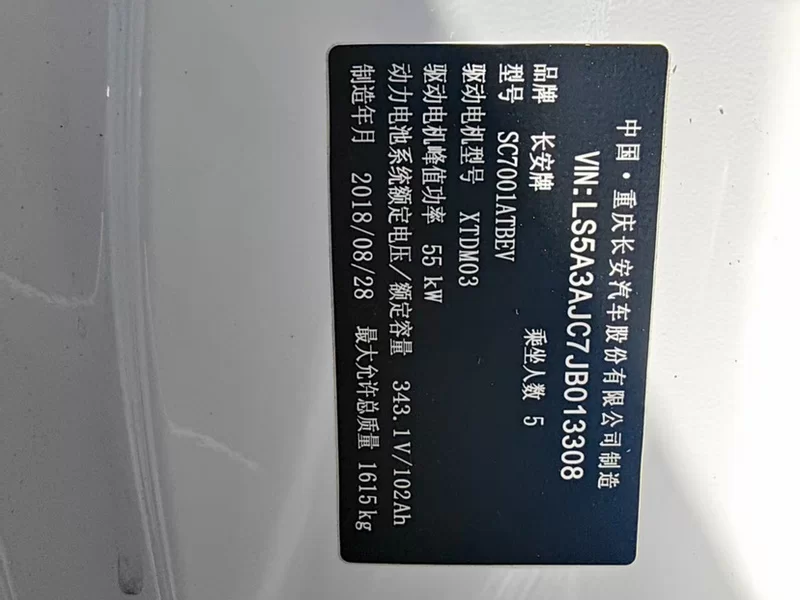 中国·重庆长安汽车股份有限公司制造
VIN:LS5A3AJC7JB013308
品牌 长安牌
型号 SC7001ATBEV 乘坐人数 5
驱动电机型号 XTDM03
驱动电机峰值功率 55 kW
动力电池系统额定电压/额定容量 343.1V/102Ah
制造年月 2018/08/28 最大允许总质量 1615kg